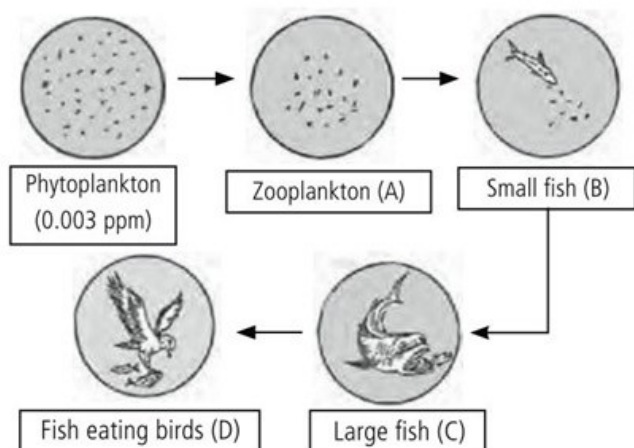 Phytoplankton
(0.003 ppm)
Zooplankton (A)
Small fish (B)
Large fish (C)
Fish eating birds (D)